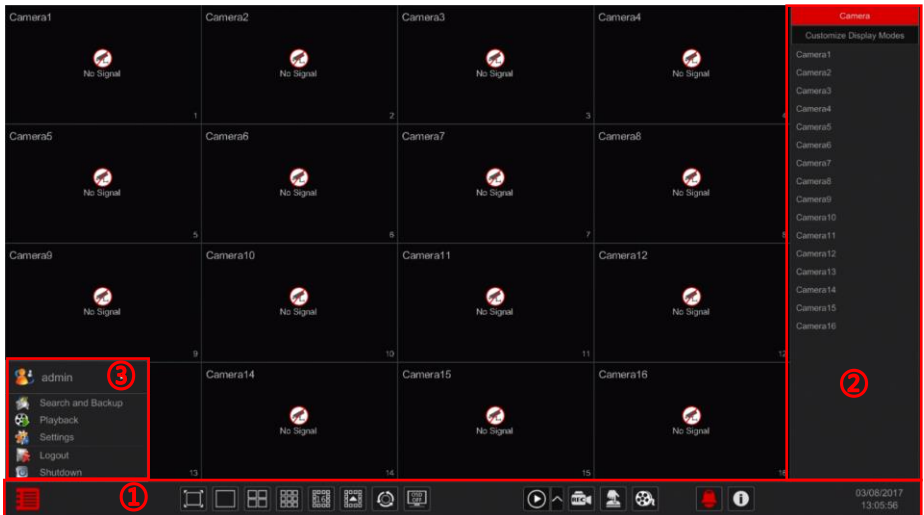 Camera1
No Signal
1
Camera2
No Signal
2
Camera3
No Signal
3
Camera4
No Signal
4
Camera5
No Signal
5
Camera6
No Signal
6
Camera7
No Signal
7
Camera8
No Signal
8
Camera9
No Signal
9
Camera10
No Signal
10
Camera11
No Signal
11
Camera12
No Signal
12
13
Camera14
No Signal
14
Camera15
No Signal
15
Camera16
No Signal
16
admin
③
Search and Backup
Playback
Settings
Logout
Shutdown
Camera
Customize Display Modes
Camera1
Camera2
Camera3
Camera4
Camera5
Camera6
Camera7
Camera8
Camera9
Camera10
Camera11
Camera12
Camera13
Camera14
Camera15
Camera16
②
①
16
OSD
OFF
REC
03/08/2017
13:05:56